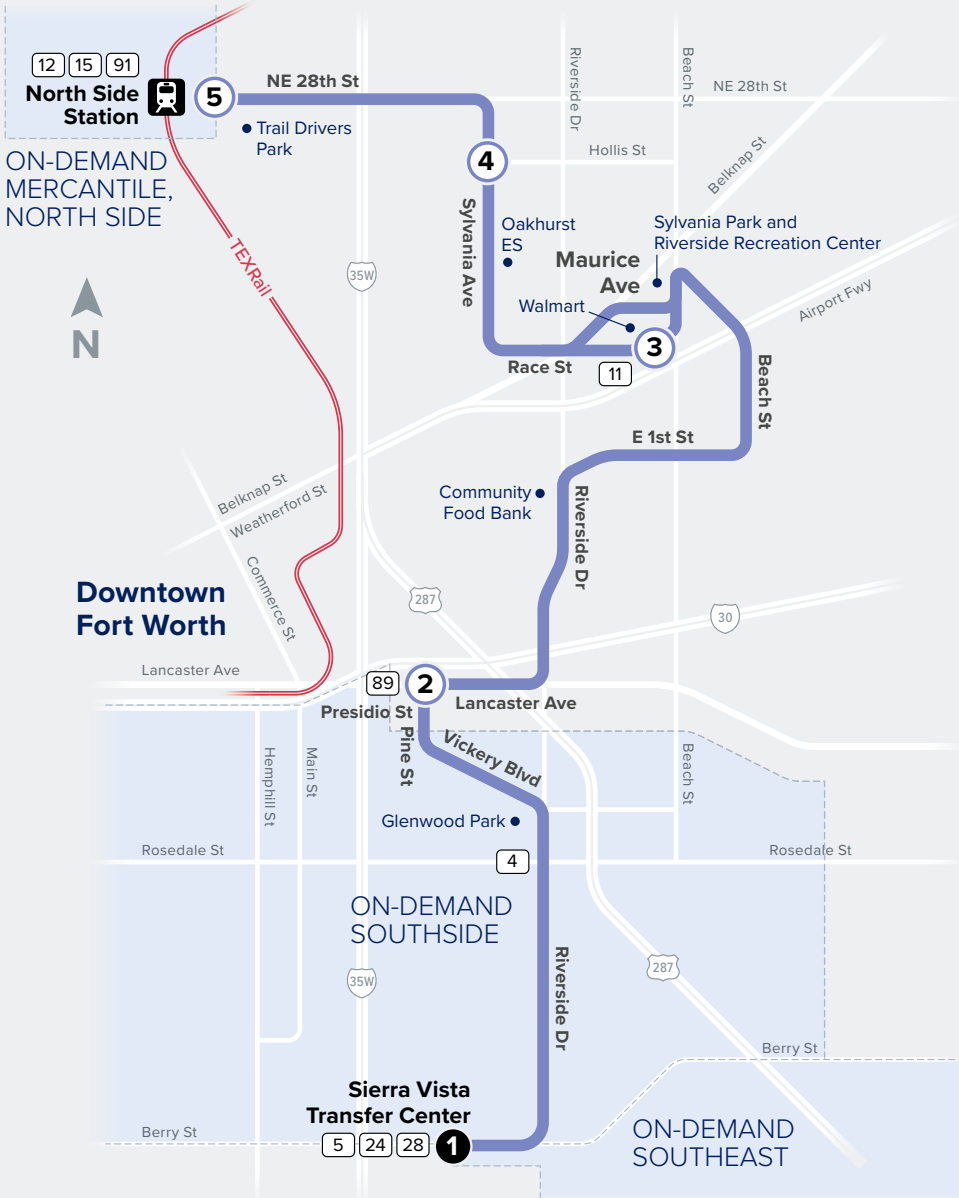 12 15 91
North Side
Station
5
NE 28th St
Trail Drivers
Park
ON-DEMAND
MERCANTILE,
NORTH SIDE
Riverside Dr
Beach St
NE 28th St
4
Hollis St
Belknap St
Sylvania Ave
Oakhurst
ES
Sylvania Park and
Riverside Recreation Center
Maurice
Ave
TEXRail
35W
Walmart
Airport Fwy
N
3
Race St
11
Beach St
E 1st St
Belknap St
Weatherford St
Community
Food Bank
Riverside Dr
Commerce St
Downtown
Fort Worth
287
30
Lancaster Ave
89
2
Lancaster Ave
Presidio St
Pine St
Vickery Blvd
Hemphill St
Main St
Beach St
Glenwood Park
Rosedale St
4
Rosedale St
ON-DEMAND
SOUTHSIDE
Riverside Dr
35W
287
Berry St
Sierra Vista
Transfer Center
Berry St
5 24 28
1
ON-DEMAND
SOUTHEAST